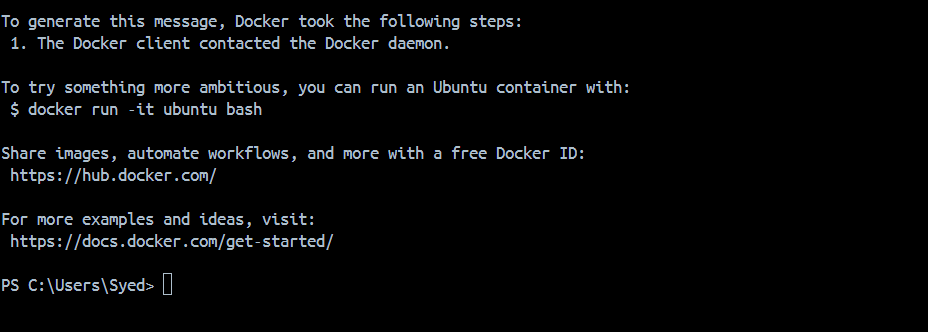 To generate this message, Docker took the following steps:
1. The Docker client contacted the Docker daemon.
To try something more ambitious, you can run an Ubuntu container with:
$ docker run -it ubuntu bash
Share images, automate workflows, and more with a free Docker ID:
https://hub.docker.com/
For more examples and ideas, visit:
https://docs.docker.com/get-started/
PS C:\Users\Syed>